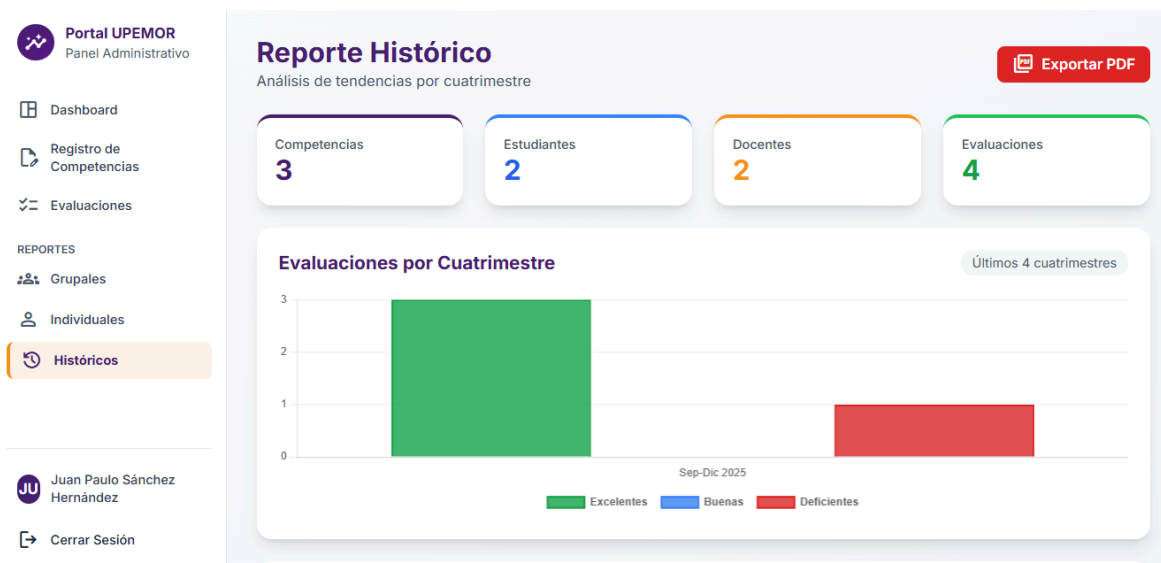 Portal UPEMOR
Panel Administrativo
Dashboard
Registro de
Competencias
Evaluaciones
REPORTES
Grupales
Individuales
Históricos
Juan Paulo Sánchez
Hernández
JU
Cerrar Sesión
Reporte Histórico
Análisis de tendencias por cuatrimestre
PDF
Exportar PDF
Competencias
3
Estudiantes
2
Docentes
2
Evaluaciones
4
Evaluaciones por Cuatrimestre
Últimos 4 cuatrimestres
3
2
1
0
Sep-Dic 2025
Excelentes
Buenas
Deficientes